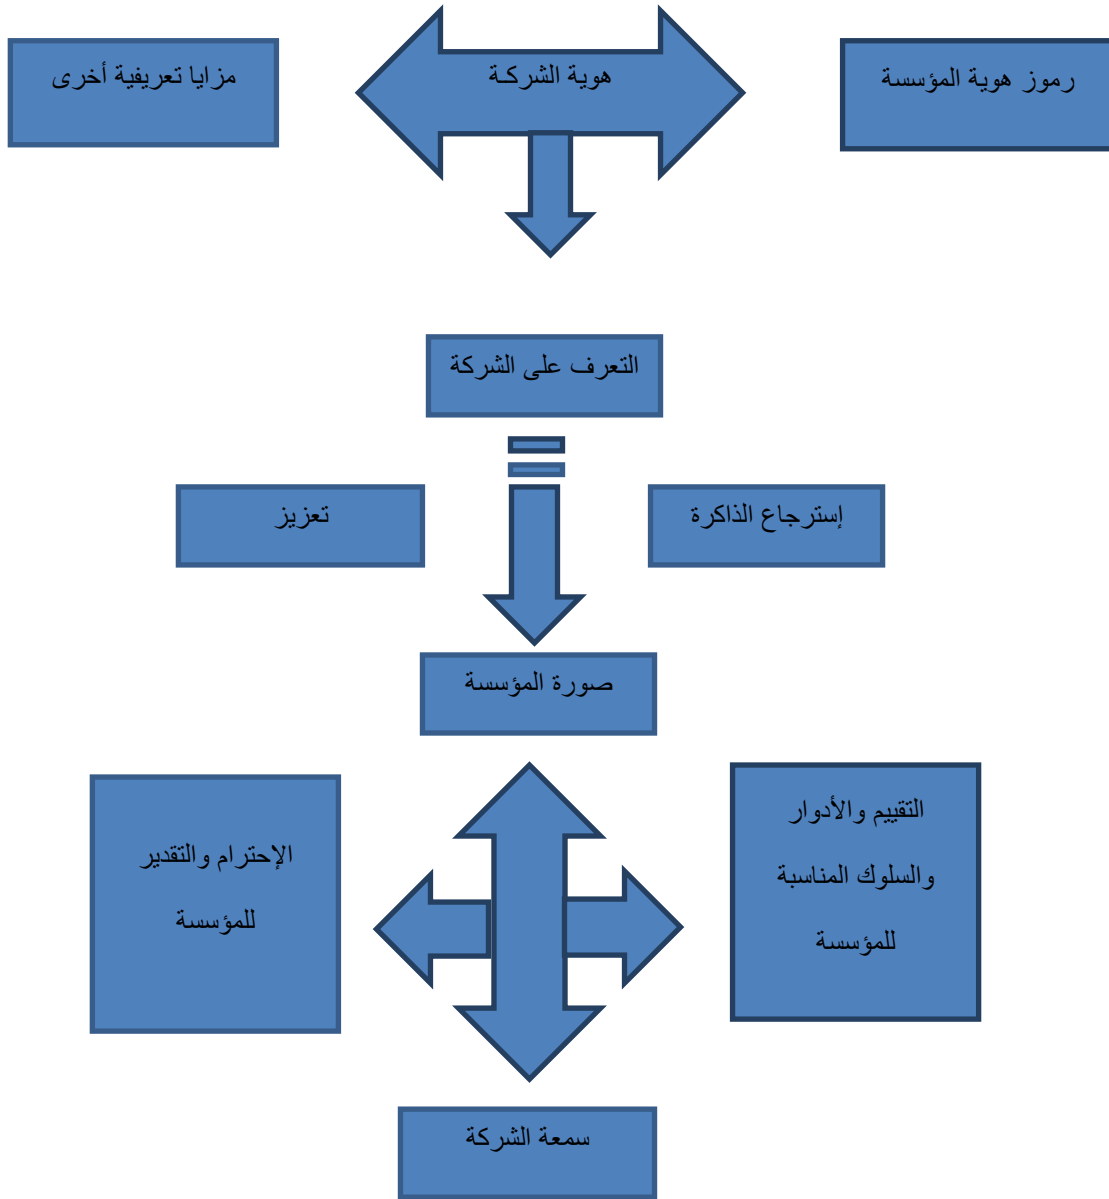 رموز هوية المؤسسة
هوية الشركة
مزايا تعريفية أخرى
التعرف على الشركة
إسترجاع الذاكرة
تعزيز
صورة المؤسسة
التقييم والأدوار
والسلوك المناسبة
للمؤسسة
الإحترام والتقدير
للمؤسسة
سمعة الشركة